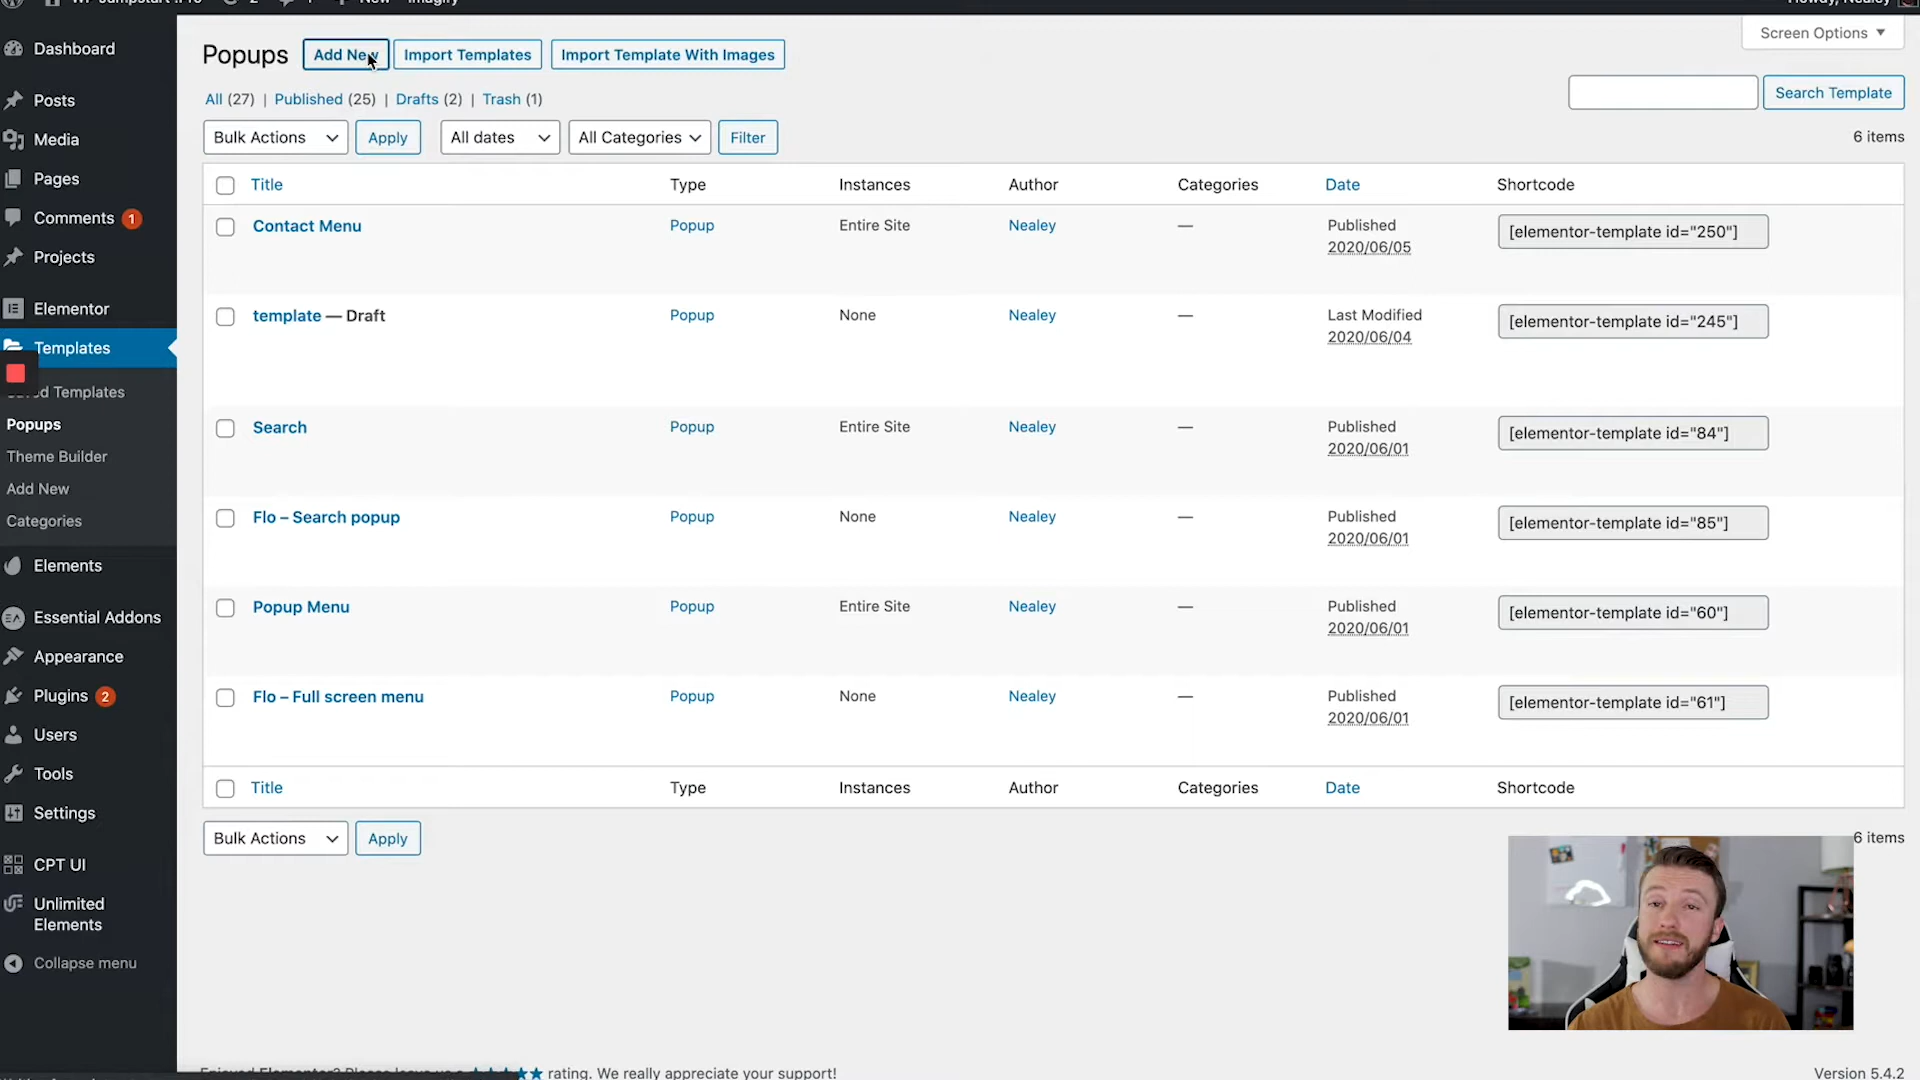 Dashboard
Posts
Media
Pages
Comments 1
Projects
Elementor
Templates
Templates
Popups
Theme Builder
Add New
Categories
Elements
Essential Addons
Appearance
Plugins 2
Users
Tools
Settings
CPT UI
Unlimited
Elements
Collapse menu
Popups Add New Import Templates Import Template With Images
Screen Options
All (27) | Published (25) | Drafts (2) | Trash (1)
Search Template
Bulk Actions Apply All dates All Categories Filter
6 items
Title Type Instances Author Categories Date Shortcode
Contact Menu Popup Entire Site Nealey — Published [elementor-template id="250"]
2020/06/05
template — Draft Popup None Nealey — Last Modified [elementor-template id="245"]
2020/06/04
Search Popup Entire Site Nealey — Published [elementor-template id="84"]
2020/06/01
Flo – Search popup Popup None Nealey — Published [elementor-template id="85"]
2020/06/01
Popup Menu Popup Entire Site Nealey — Published [elementor-template id="60"]
2020/06/01
Flo – Full screen menu Popup None Nealey — Published [elementor-template id="61"]
2020/06/01
Title Type Instances Author Categories Date Shortcode
Bulk Actions Apply
6 items
rating. We really appreciate your support!
Version 5.4.2